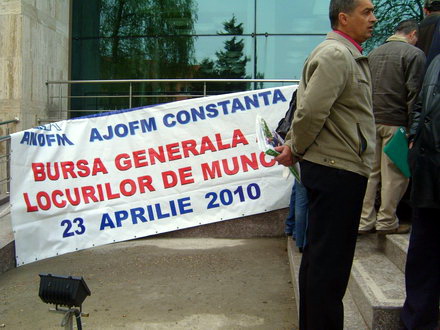 ANOFM AJOFM CONSTANTA
BURSA GENERALA
LOCURILOR DE MUNC
23 APRILIE 2010